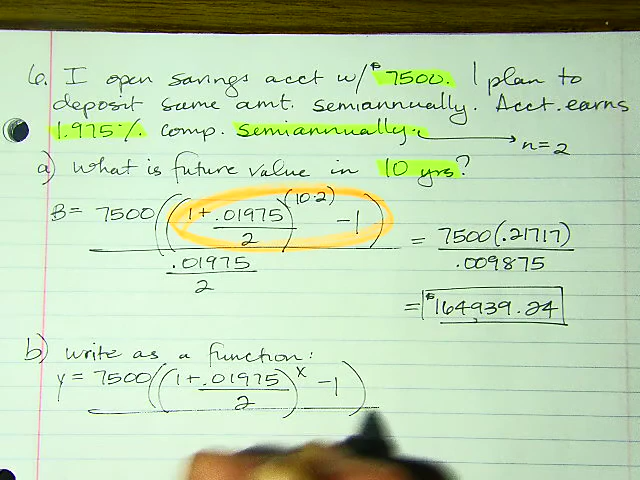 6. I open savings acct w/ $7500. I plan to
deposit same amt. semiannually. Acct. earns
1.975% comp. semiannually. → n=2
a) What is future value in 10 yrs?
B = 7500((1+.01975/2)^(10·2) -1) / (.01975/2) = 7500(.21717)/.009875
= $164939.24
b) Write as a function:
y = 7500((1+.01975/2)^x -1)